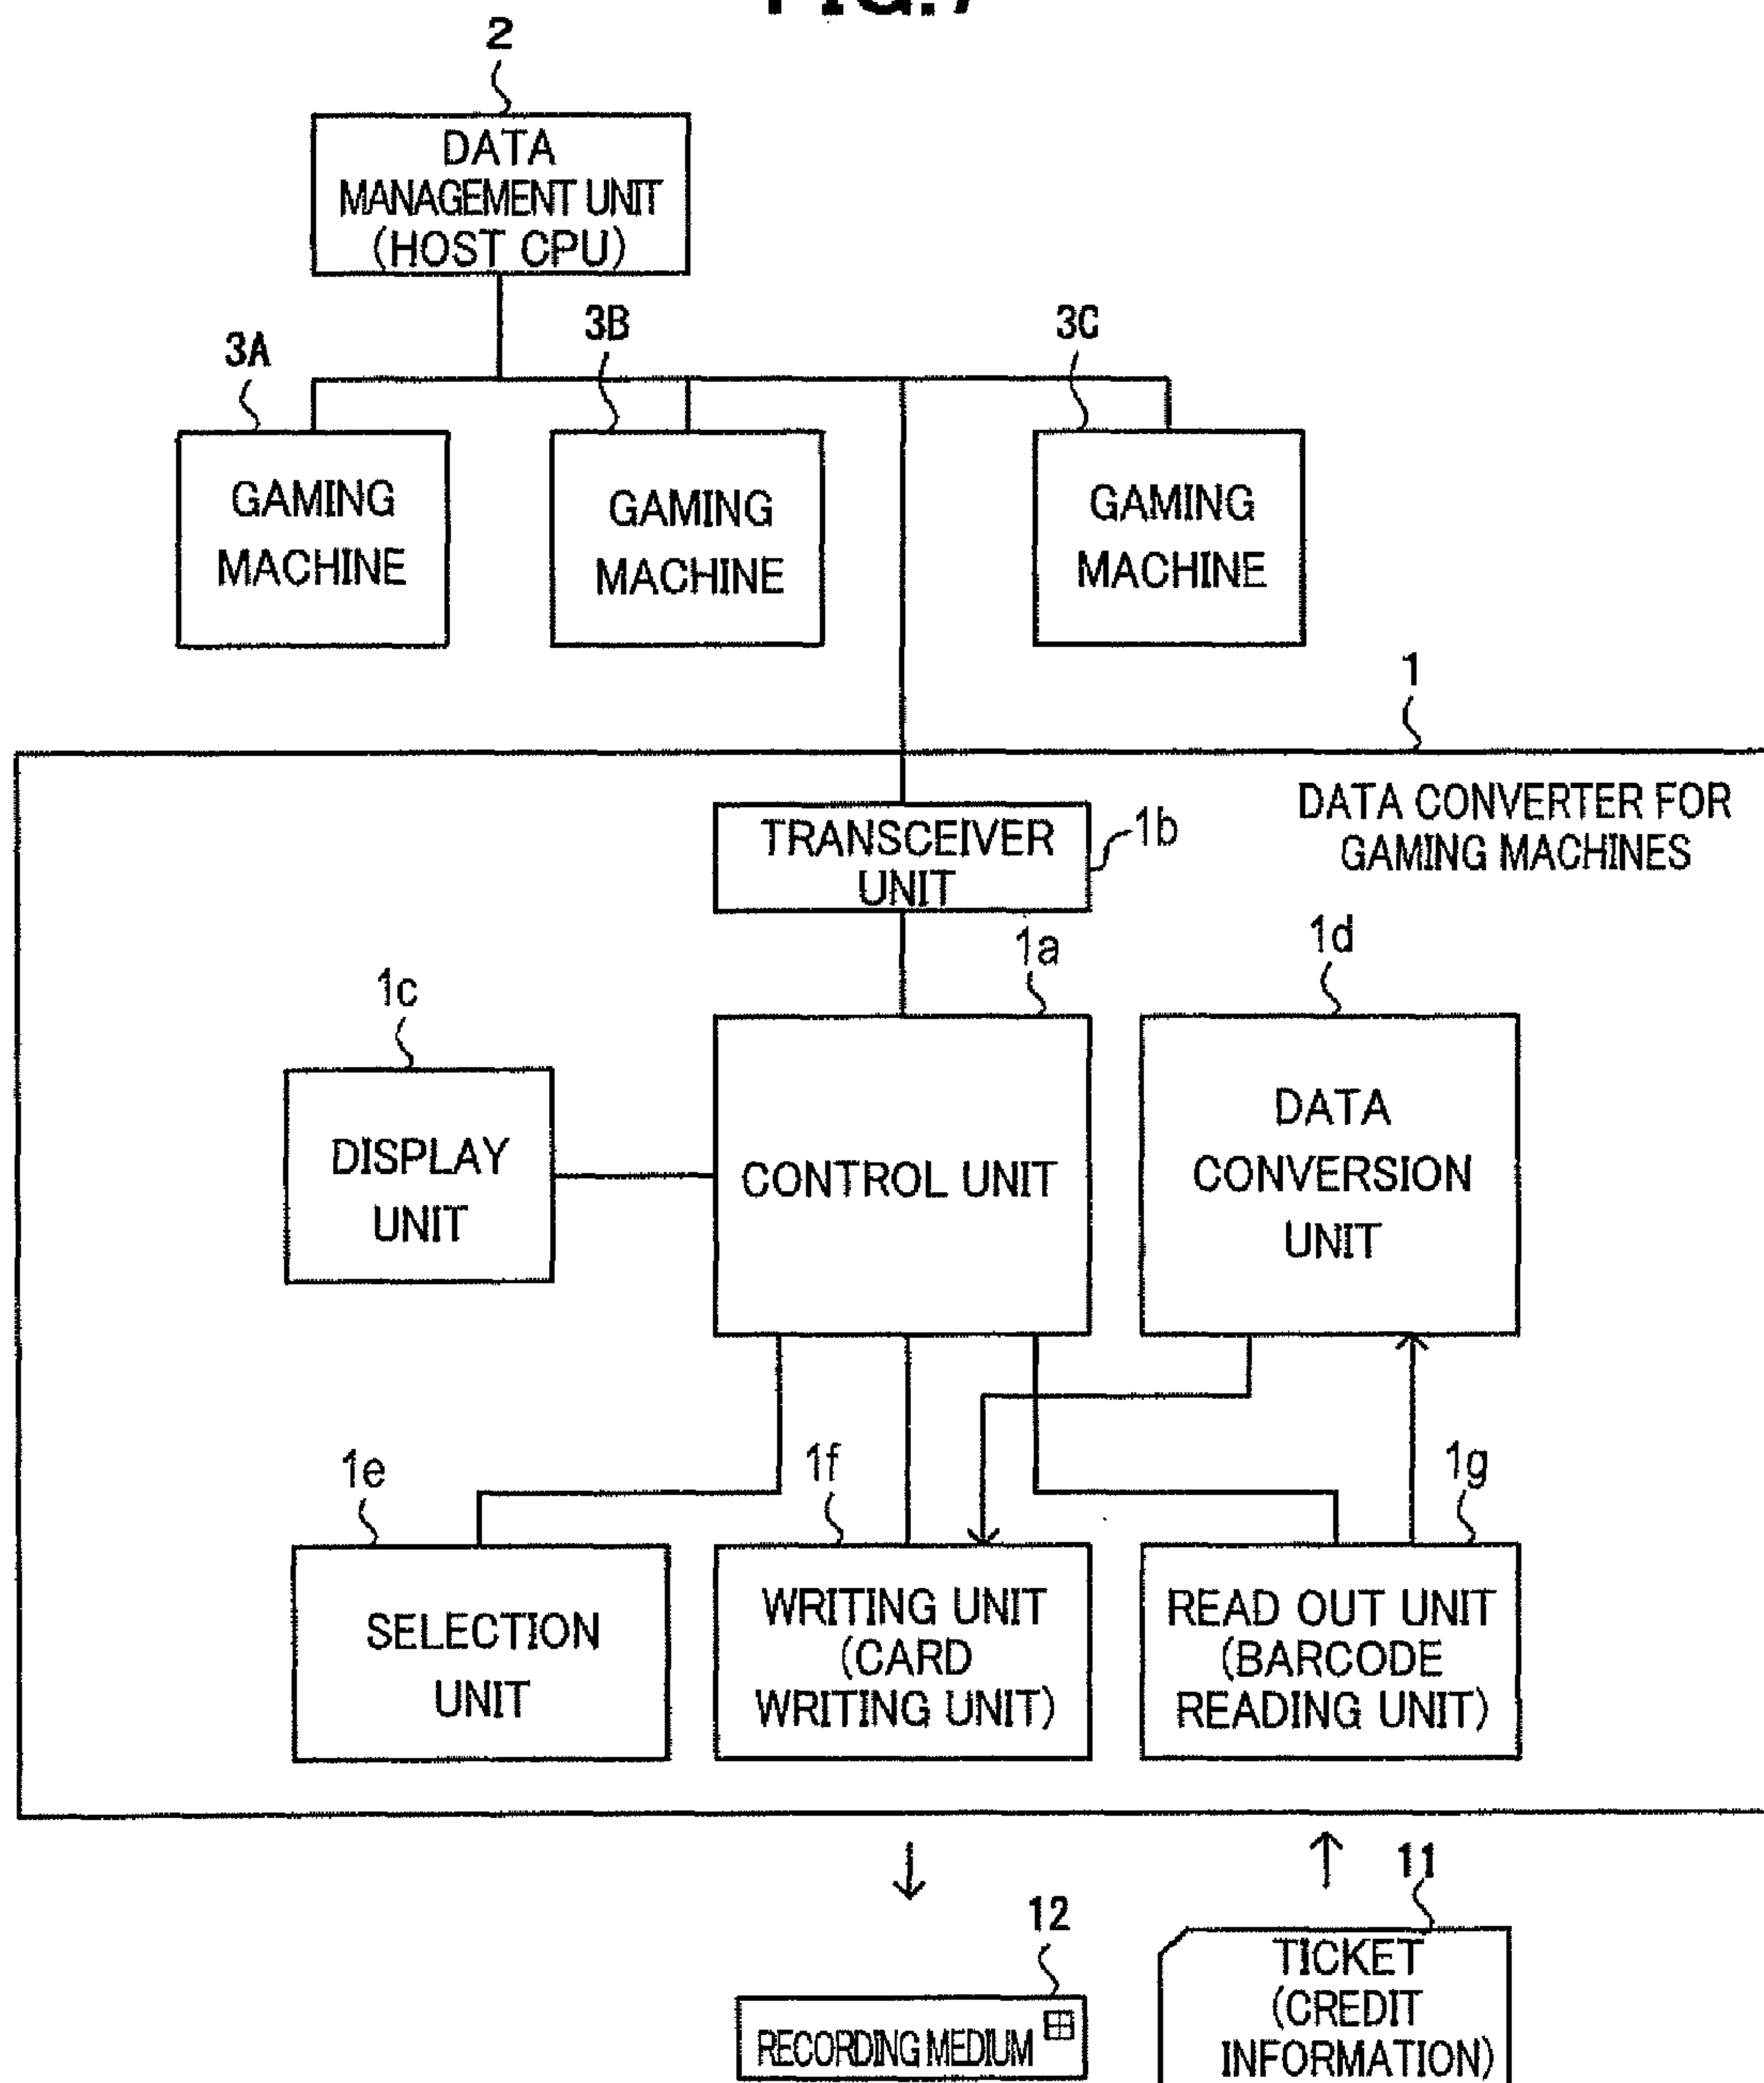 FIG.7
2
DATA
MANAGEMENT UNIT
(HOST CPU)
3A
3B
3C
GAMING
MACHINE
GAMING
MACHINE
GAMING
MACHINE
1
DATA CONVERTER FOR
GAMING MACHINES
TRANSCEIVER
UNIT
1b
1a
1d
1c
DISPLAY
UNIT
CONTROL UNIT
DATA
CONVERSION
UNIT
1e
1f
1g
SELECTION
UNIT
WRITING UNIT
(CARD
WRITING UNIT)
READ OUT UNIT
(BARCODE
READING UNIT)
12
11
RECORDING MEDIUM
TICKET
(CREDIT
INFORMATION)